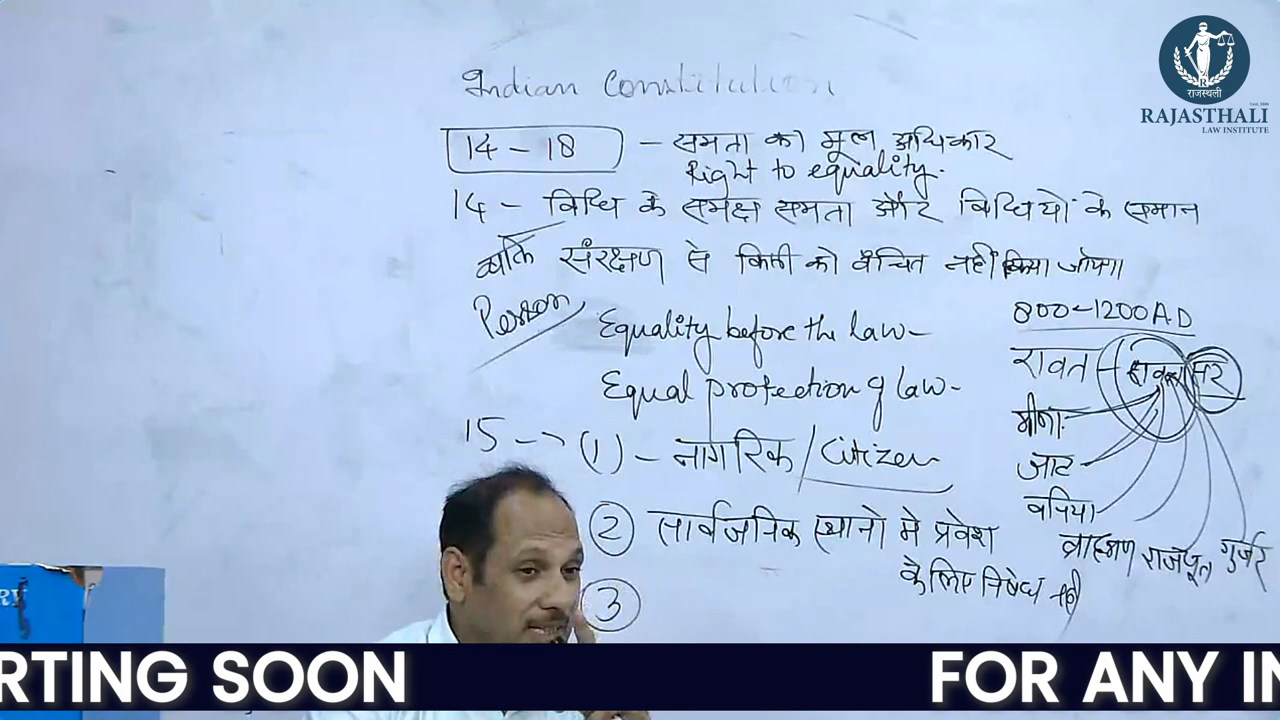 राजस्थली
RAJASTHALI
LAW INSTITUTE
Indian Constitution
14 - 18 - समता का मूल अधिकार
Right to equality.
14 - विधि के समक्ष समता और विधियों के समान
व्यक्ति संरक्षण से किसी को वंचित नहीं किया जायेगा
Person
Equality before the law -
Equal protection of law -
15 -> (1) - नागरिक / Citizen
2 सार्वजनिक स्थानो मे प्रवेश
के लिए निषेध नही
3
800-1200 A.D
रावत -
मीणा
जाट
बनिया
ब्राह्मण राजपूत गुर्जर
RTING SOON
FOR ANY IN